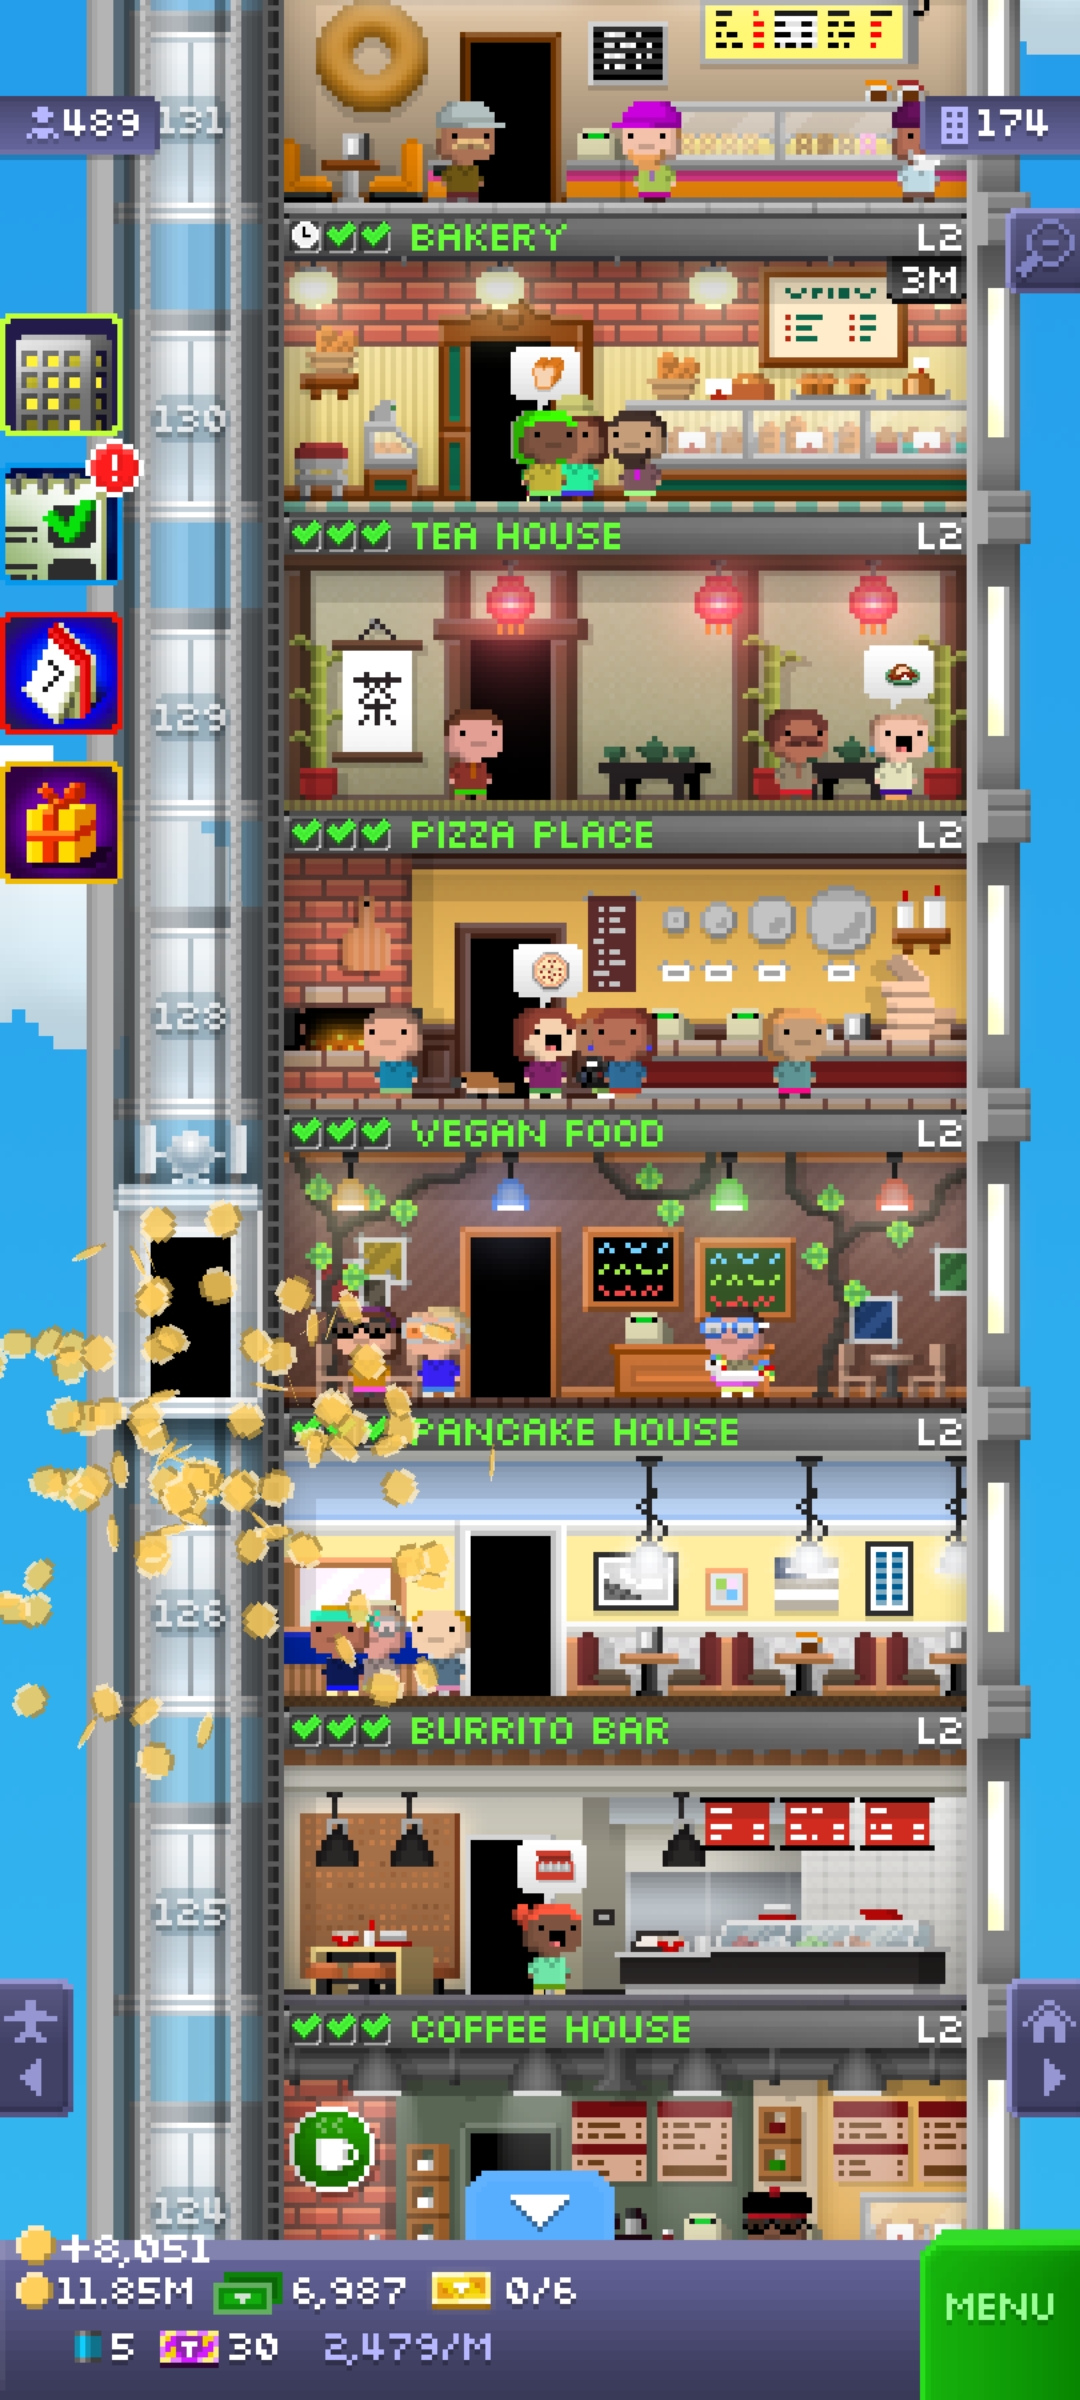 489
131
174
BAKERY L2
3M
130
TEA HOUSE L2
茶
129
PIZZA PLACE L2
128
VEGAN FOOD L2
PANCAKE HOUSE L2
126
BURRITO BAR L2
125
COFFEE HOUSE L2
124
+8,051
11.85M 6,987 0/6
5 30 2,479/M
MENU